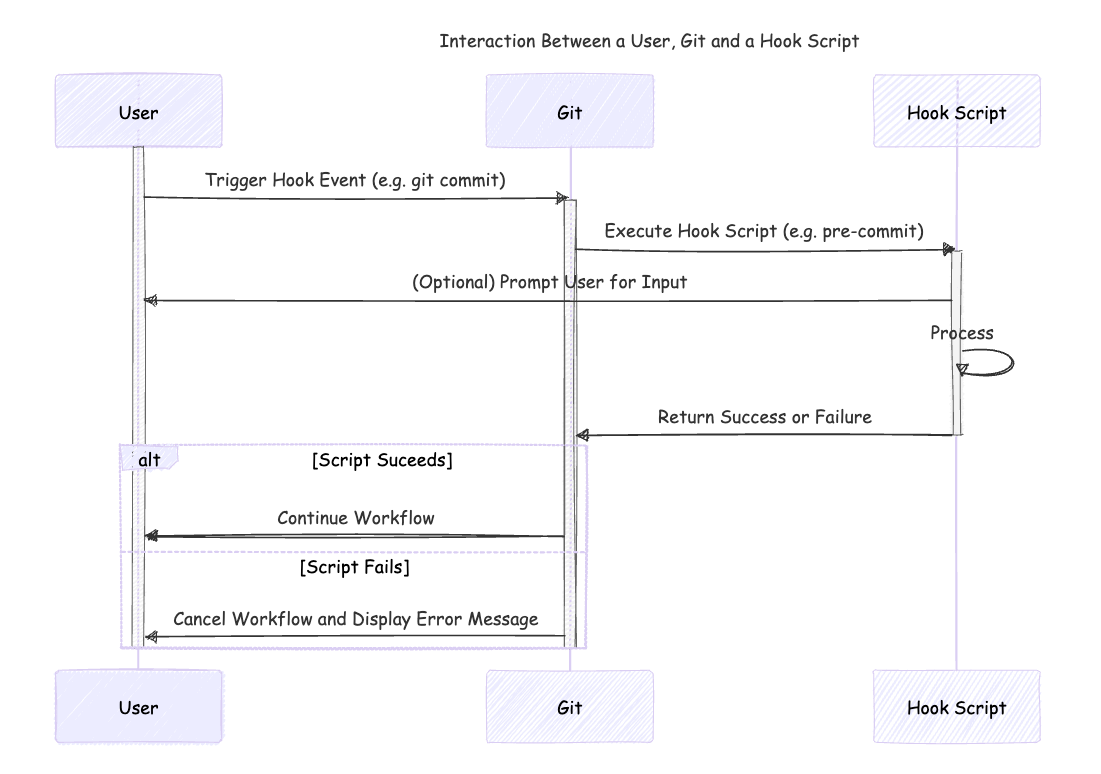 Interaction Between a User, Git and a Hook Script
User
Git
Hook Script
Trigger Hook Event (e.g. git commit)
Execute Hook Script (e.g. pre-commit)
(Optional) Prompt User for Input
Process
Return Success or Failure
alt
[Script Suceeds]
Continue Workflow
[Script Fails]
Cancel Workflow and Display Error Message
User
Git
Hook Script